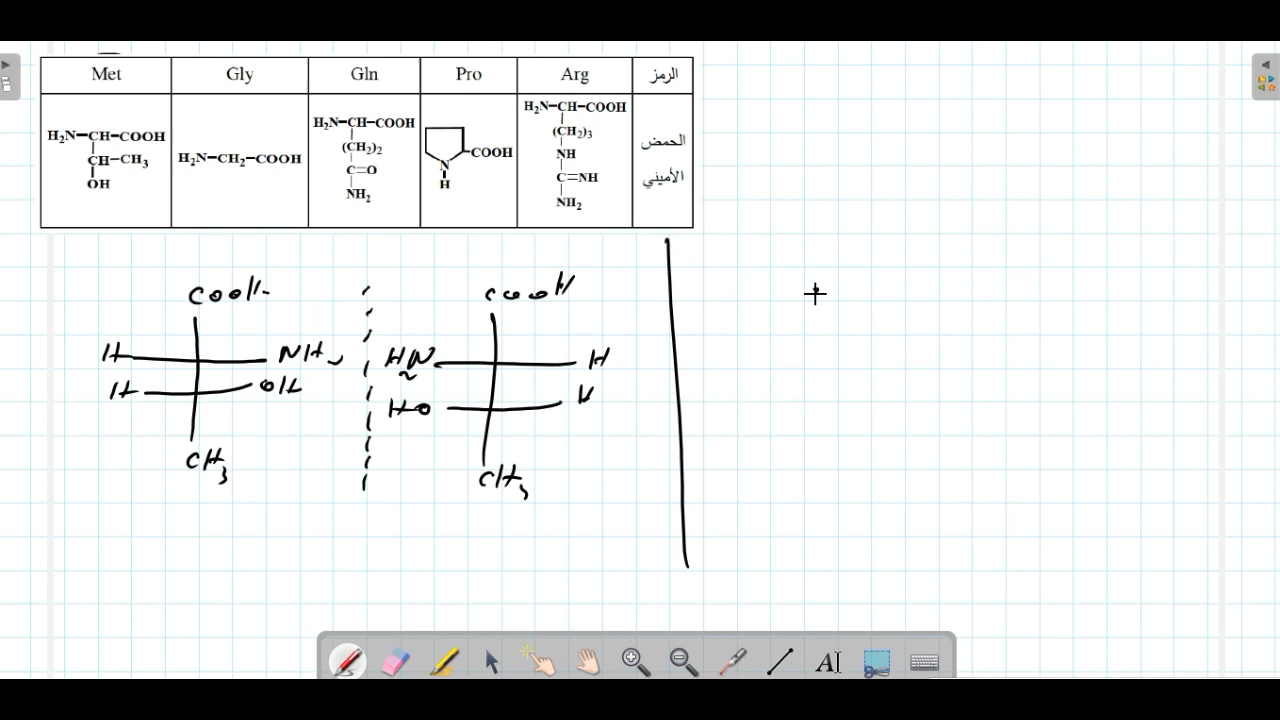 Met Gly Gln Pro Arg الرمز
H₂N–CH–COOH
CH–CH₃
OH
H₂N–CH₂–COOH
H₂N–CH–COOH
(CH₂)₂
C=O
NH₂
COOH
N
H
H₂N–CH–COOH
(CH₂)₃
NH
C=NH
NH₂
الحمض
الأميني
COOH
H NH₂
H OH
CH₃
COOH
H₂N H
HO H
CH₃
AI